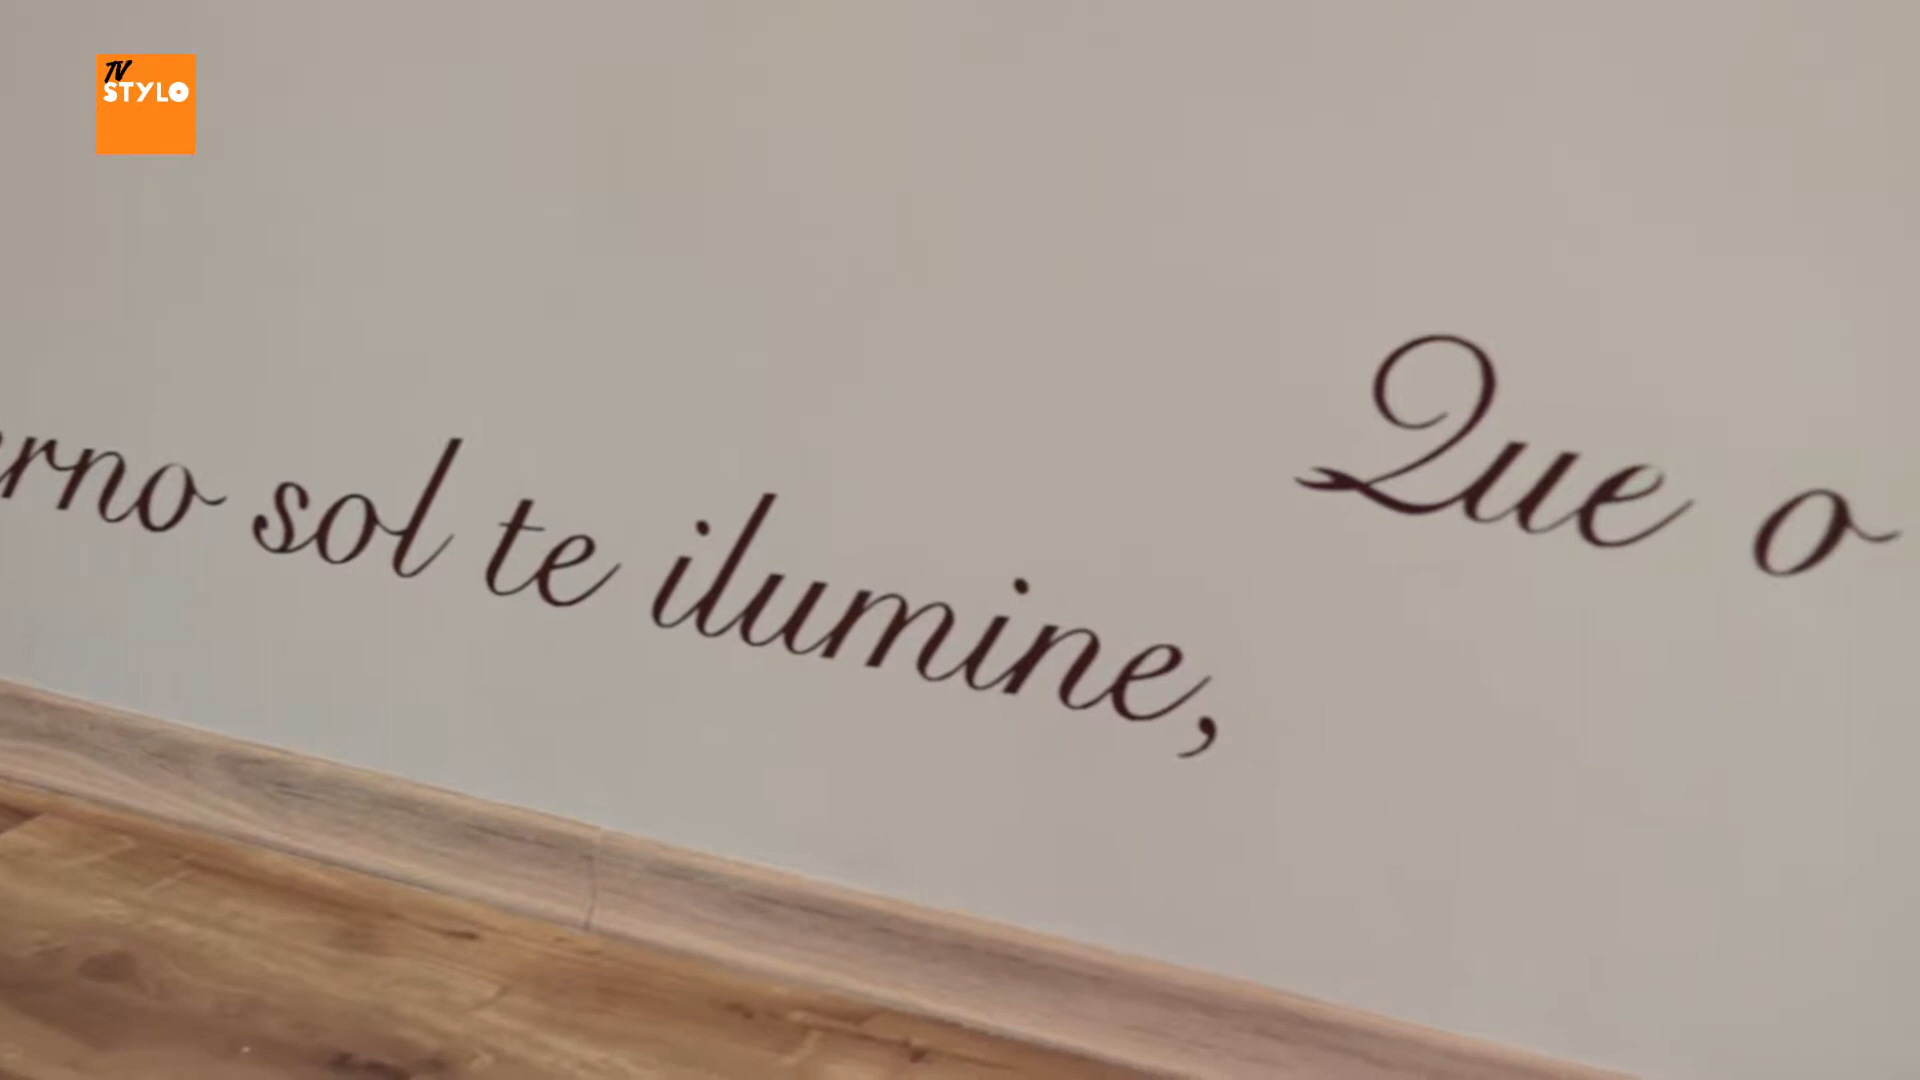 TV
STYLO
sol te ilumine,
Que o